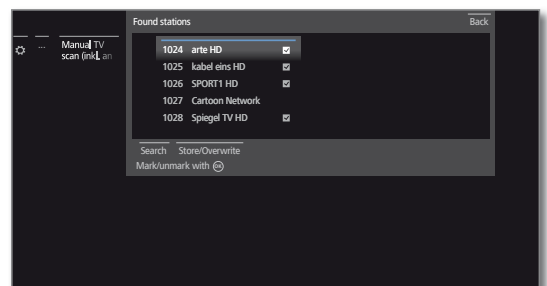 Found stations
Back
...
Manual TV
scan (inkl. an
1024 arte HD
1025 kabel eins HD
1026 SPORT1 HD
1027 Cartoon Network
1028 Spiegel TV HD
Search Store/Overwrite
Mark/unmark with OK